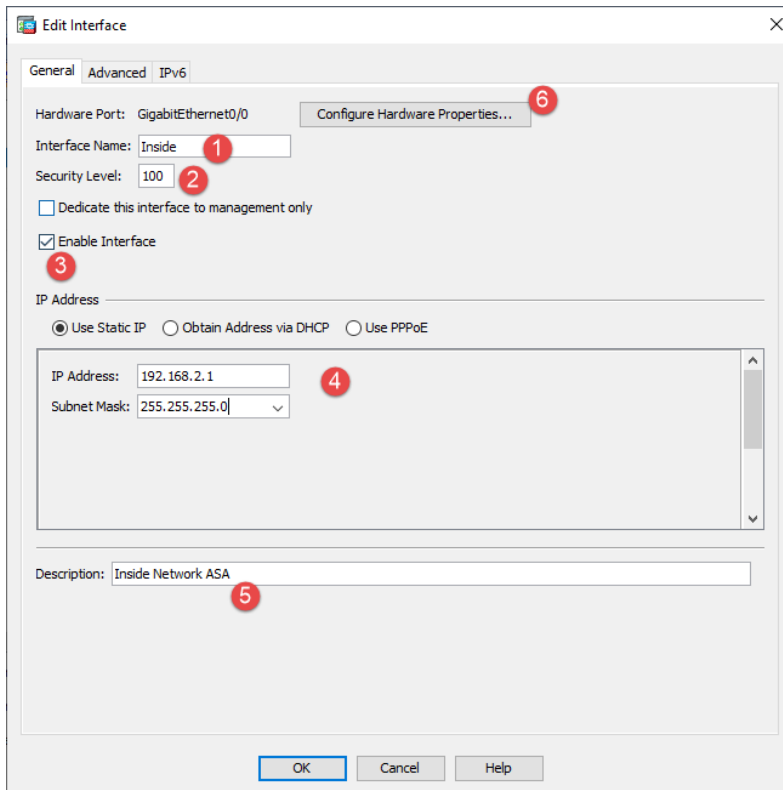 Edit Interface
General Advanced IPv6
Hardware Port: GigabitEthernet0/0 Configure Hardware Properties... 6
Interface Name: Inside 1
Security Level: 100 2
Dedicate this interface to management only
Enable Interface
3
IP Address
Use Static IP Obtain Address via DHCP Use PPPoE
IP Address: 192.168.2.1 4
Subnet Mask: 255.255.255.0
Description: Inside Network ASA
5
OK Cancel Help